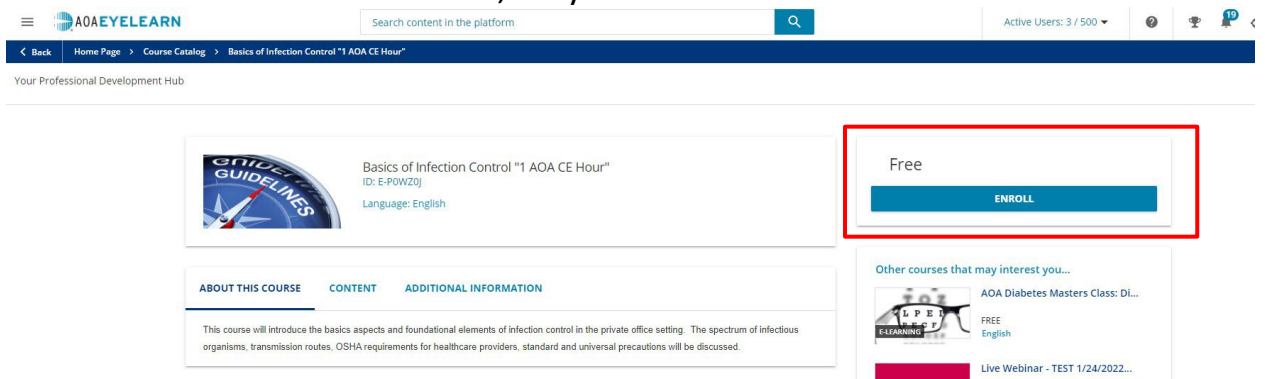 AOAEYELEARN
Search content in the platform
Active Users: 3 / 500
19
Back
Home Page > Course Catalog > Basics of Infection Control "1 AOA CE Hour"
Your Professional Development Hub
GUIDELINES
Basics of Infection Control "1 AOA CE Hour"
ID: E-P0WZ0J
Language: English
Free
ENROLL
ABOUT THIS COURSE
CONTENT
ADDITIONAL INFORMATION
This course will introduce the basics aspects and foundational elements of infection control in the private office setting. The spectrum of infectious
organisms, transmission routes, OSHA requirements for healthcare providers, standard and universal precautions will be discussed.
Other courses that may interest you...
E-LEARNING
AOA Diabetes Masters Class: Di...
FREE
English
Live Webinar - TEST 1/24/2022...